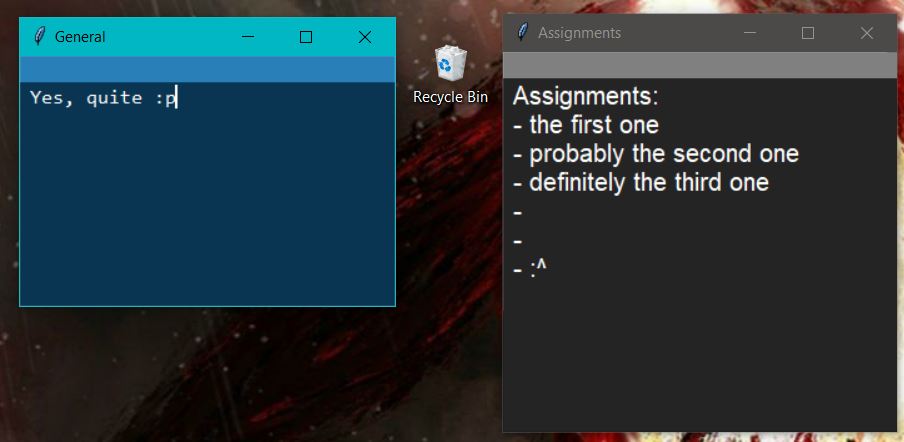 General
Yes, quite :p
Recycle Bin
Assignments
Assignments:
- the first one
- probably the second one
- definitely the third one
-
-
- :^